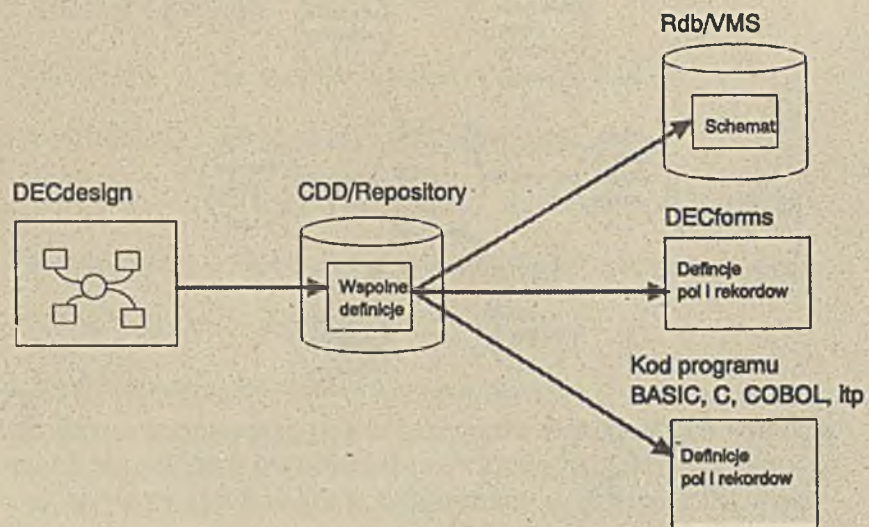 Rdb/VMS
Schemat
DECdesign
CDD/Repository
Wspolne
definicje
DECforms
Defincje
pol i rekordow
Kod programu
BASIC, C, COBOL, itp
Definicje
pol i rekordow